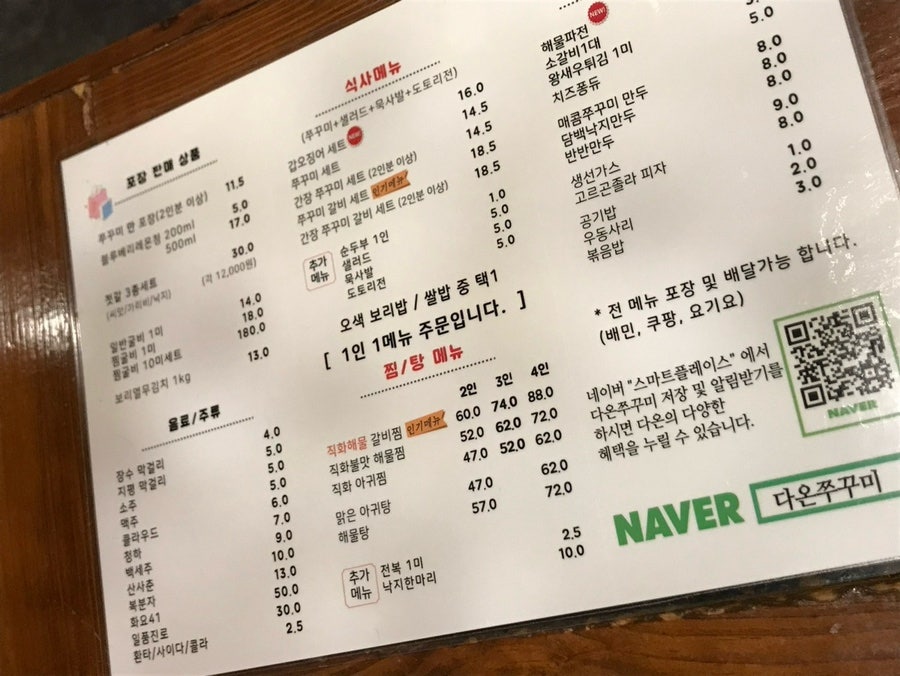 포장 판매 상품
쭈꾸미 만 포장(2인분 이상) 11.5
블루베리레몬청 200ml 5.0
500ml 17.0
젓갈 3종세트 30.0
(씨앗/가리비/낙지) (각 12,000원)
일반굴비 1미 14.0
찜굴비 1미 18.0
찜굴비 10미세트 180.0
보리열무김치 1kg 13.0
음료/주류
장수 막걸리 4.0
지평 막걸리 5.0
소주 5.0
맥주 5.0
클라우드 6.0
청하 7.0
백세주 9.0
산사춘 10.0
복분자 13.0
화요41 50.0
일품진로 30.0
환타/사이다/콜라 2.5
식사메뉴
(쭈꾸미+샐러드+묵사발+도토리전)
갑오징어 세트 NEW! 16.0
쭈꾸미 세트 14.5
간장 쭈꾸미 세트 (2인분 이상) 14.5
쭈꾸미 갈비 세트 인기메뉴 18.5
간장 쭈꾸미 갈비 세트 (2인분 이상) 18.5
추가 메뉴
순두부 1인 1.0
샐러드 5.0
묵사발 5.0
도토리전 5.0
오색 보리밥 / 쌀밥 중 택1
[ 1인 1메뉴 주문입니다. ]
찜/탕 메뉴
2인 3인 4인
직화해물 갈비찜 인기메뉴 60.0 74.0 88.0
직화불맛 해물찜 52.0 62.0 72.0
직화 아귀찜 47.0 52.0 62.0
맑은 아귀탕 47.0 62.0
해물탕 57.0 72.0
추가 메뉴
전복 1미 2.5
낙지한마리 10.0
NEW!
해물파전
소갈비1대
왕새우튀김 1미 5.0
치즈퐁듀
매콤쭈꾸미 만두 8.0
담백낙지만두 8.0
반반만두 8.0
생선가스 9.0
고르곤졸라 피자 8.0
공기밥 1.0
우동사리 2.0
볶음밥 3.0
* 전 메뉴 포장 및 배달가능 합니다.
(배민, 쿠팡, 요기요)
네이버 "스마트플레이스" 에서
다온쭈꾸미 저장 및 알림받기를
하시면 다온의 다양한
혜택을 누릴 수 있습니다.
NAVER
NAVER 다온쭈꾸미